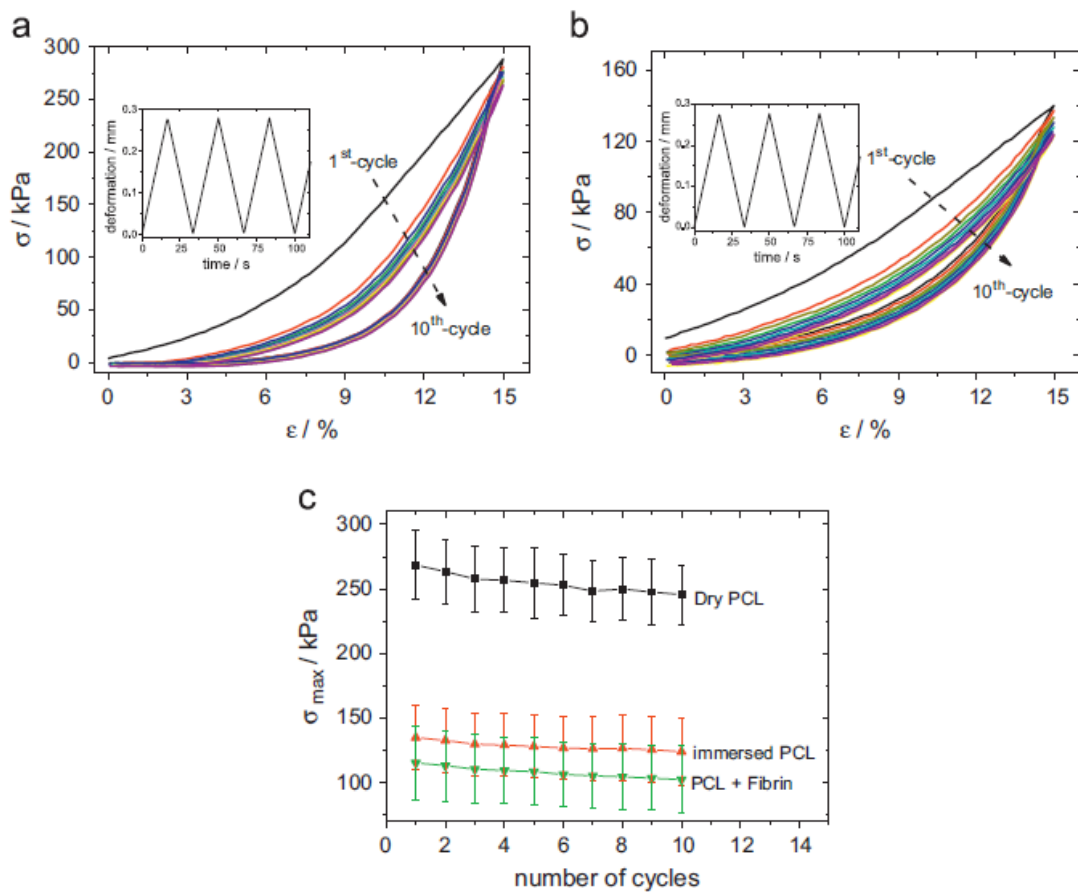 a
300
250
200
150
100
50
0
σ / kPa
0 3 6 9 12 15
ε / %
0.3
0.2
0.1
0.0
deformation / mm
0 25 50 75 100
time / s
1st-cycle
10th-cycle
b
160
120
80
40
0
σ / kPa
0 3 6 9 12 15
ε / %
0.3
0.2
0.1
0.0
deformation / mm
0 25 50 75 100
time / s
1st-cycle
10th-cycle
c
300
250
200
150
100
σ max / kPa
Dry PCL
immersed PCL
PCL + Fibrin
0 2 4 6 8 10 12 14
number of cycles